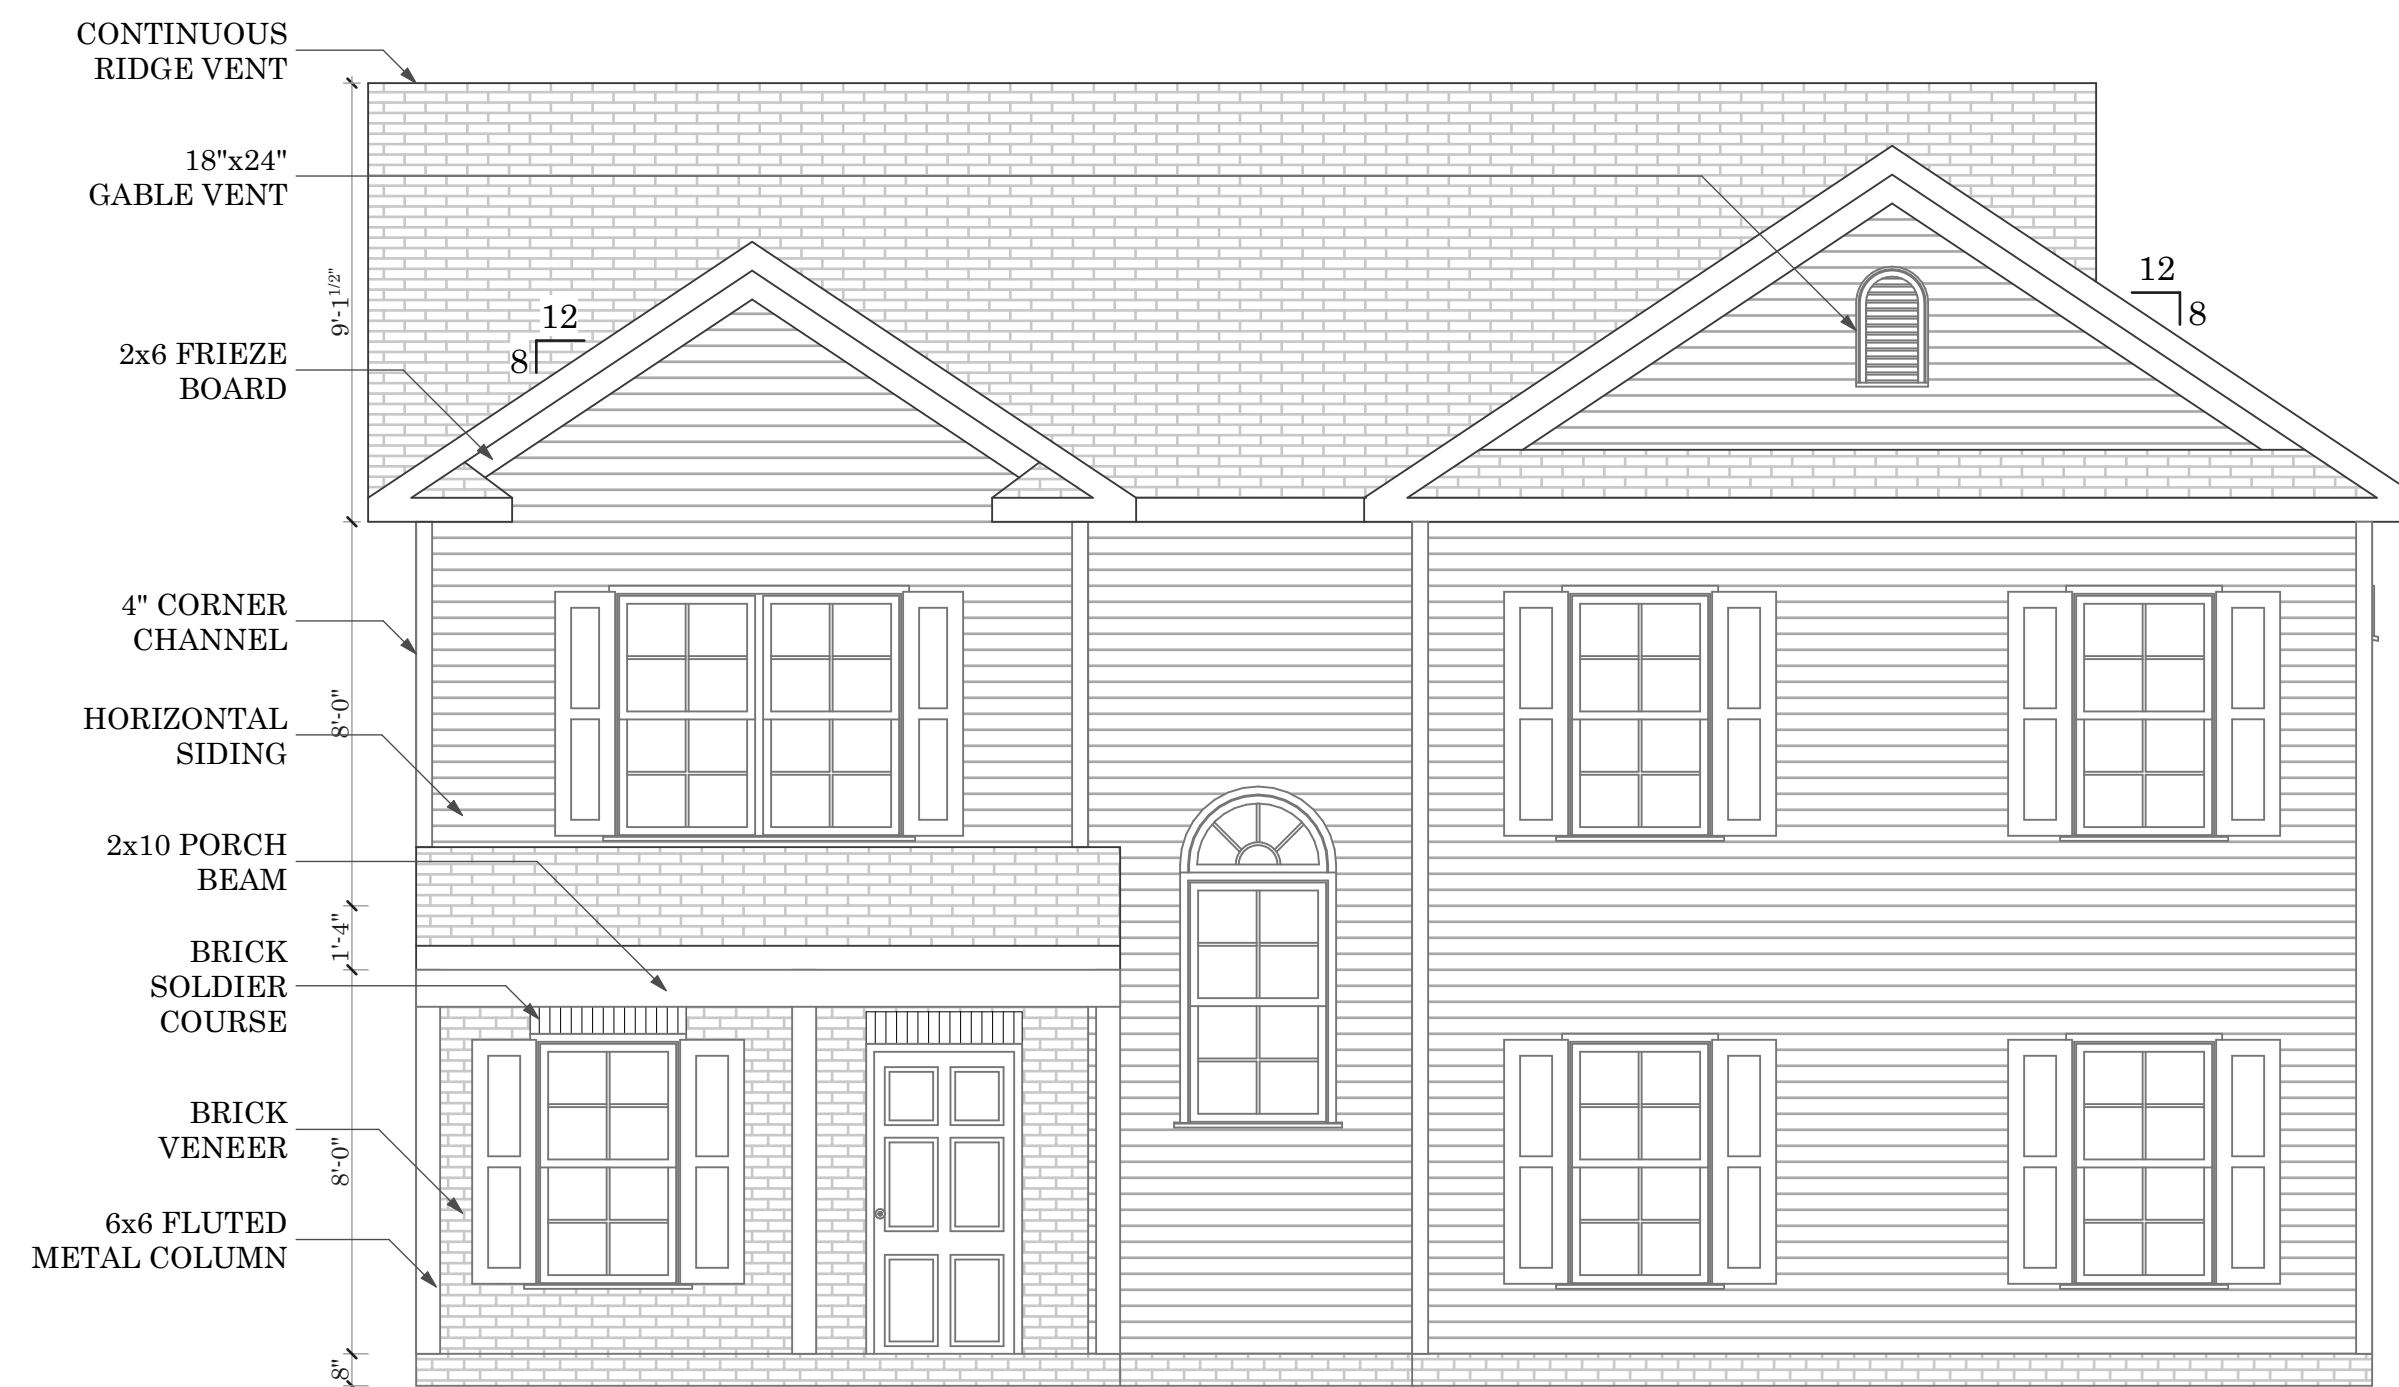 CONTINUOUS
RIDGE VENT
18"x24"
GABLE VENT
12
8
9'-1 1/2"
12
8
2x6 FRIEZE
BOARD
4" CORNER
CHANNEL
8'-0"
HORIZONTAL
SIDING
2x10 PORCH
BEAM
1'-4"
BRICK
SOLDIER
COURSE
BRICK
VENEER
8'-0"
6x6 FLUTED
METAL COLUMN
8"